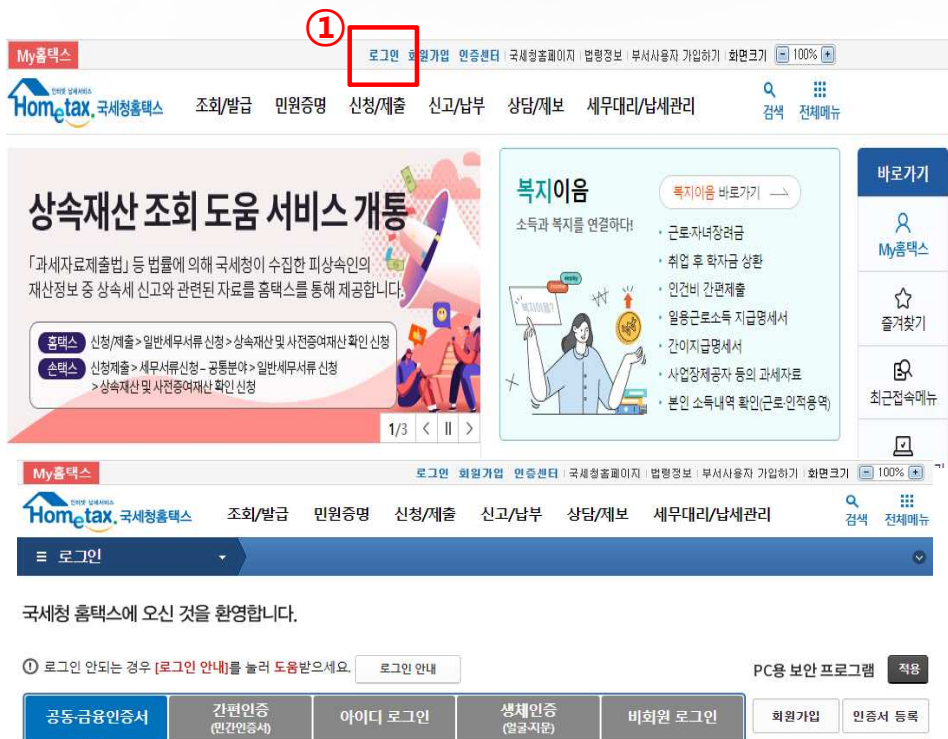 ①
My홈택스
로그인 회원가입 인증센터 국세청홈페이지 법령정보 부서사용자 가입하기 화면크기 100%
인터넷 납세서비스
Hometax. 국세청홈택스 조회/발급 민원증명 신청/제출 신고/납부 상담/제보 세무대리/납세관리 검색 전체메뉴
상속재산 조회 도움 서비스 개통
「과세자료제출법」 등 법률에 의해 국세청이 수집한 피상속인의
재산정보 중 상속세 신고와 관련된 자료를 홈택스를 통해 제공합니다.
홈택스 신청/제출 > 일반세무서류 신청 > 상속재산 및 사전증여재산 확인 신청
손택스 신청제출 > 세무서류신청 – 공통분야 > 일반세무서류 신청
> 상속재산 및 사전증여재산 확인 신청
1/3
복지이음
소득과 복지를 연결하다!
복지이음?
복지이음 바로가기
· 근로·자녀장려금
· 취업 후 학자금 상환
· 인건비 간편제출
· 일용근로소득 지급명세서
· 간이지급명세서
· 사업장제공자 등의 과세자료
· 본인 소득내역 확인(근로·인적용역)
바로가기
My홈택스
즐겨찾기
최근접속메뉴
My홈택스
로그인 회원가입 인증센터 국세청홈페이지 법령정보 부서사용자 가입하기 화면크기 100%
인터넷 납세서비스
Hometax. 국세청홈택스 조회/발급 민원증명 신청/제출 신고/납부 상담/제보 세무대리/납세관리 검색 전체메뉴
로그인
국세청 홈택스에 오신 것을 환영합니다.
로그인 안되는 경우 [로그인 안내]를 눌러 도움받으세요. 로그인 안내 PC용 보안 프로그램 적용
공동·금융인증서 간편인증 (민간인증서) 아이디 로그인 생체인증 (얼굴·지문) 비회원 로그인 회원가입 인증서 등록